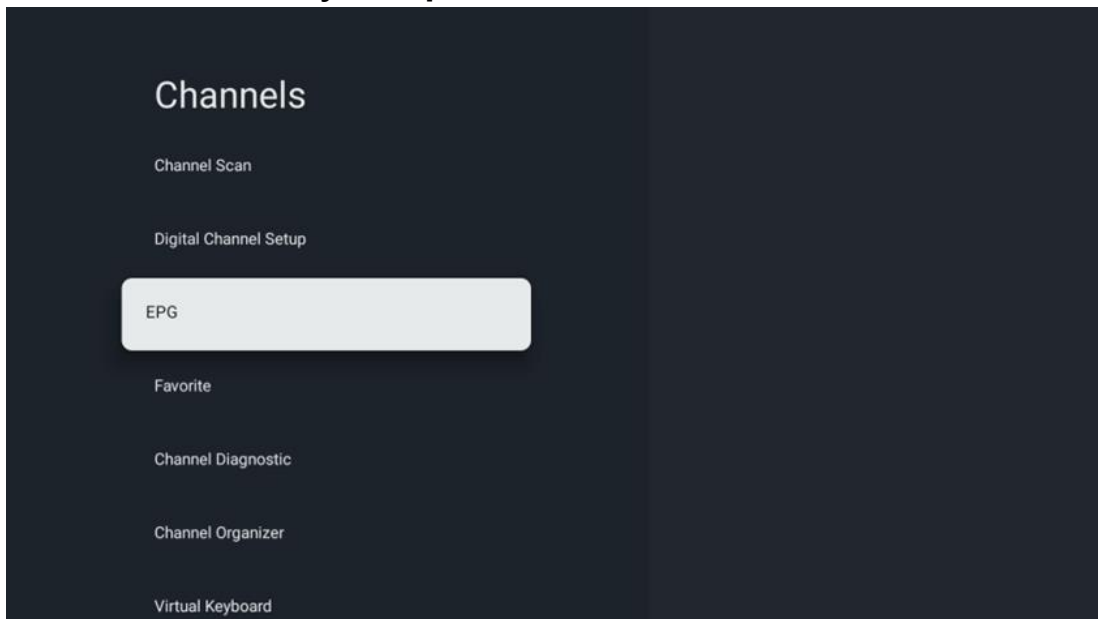 Channels
Channel Scan
Digital Channel Setup
EPG
Favorite
Channel Diagnostic
Channel Organizer
Virtual Keyboard